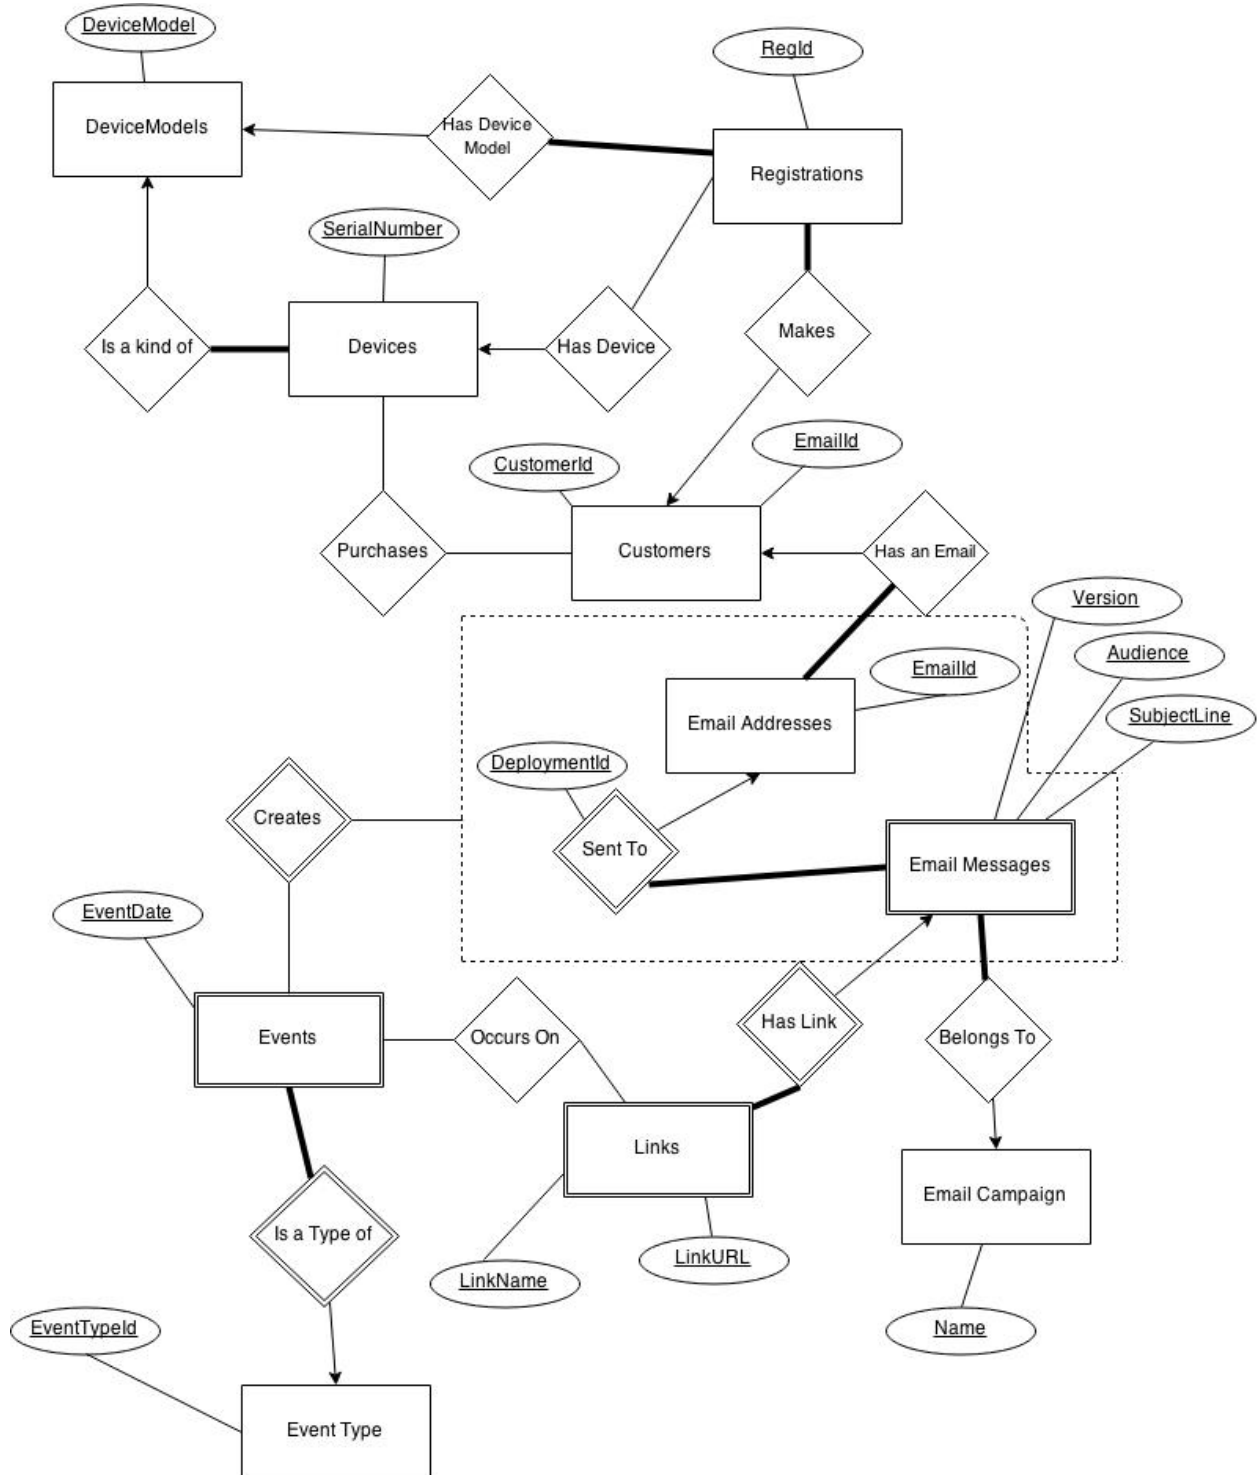 DeviceModel
RegId
DeviceModels
Has Device
Model
Registrations
SerialNumber
Is a kind of
Devices
Has Device
Makes
EmailId
CustomerId
Purchases
Customers
Has an Email
Version
EmailId
Audience
Email Addresses
SubjectLine
DeploymentId
Creates
Sent To
Email Messages
EventDate
Has Link
Events
Occurs On
Belongs To
Links
Email Campaign
Is a Type of
LinkURL
LinkName
EventTypeId
Name
Event Type